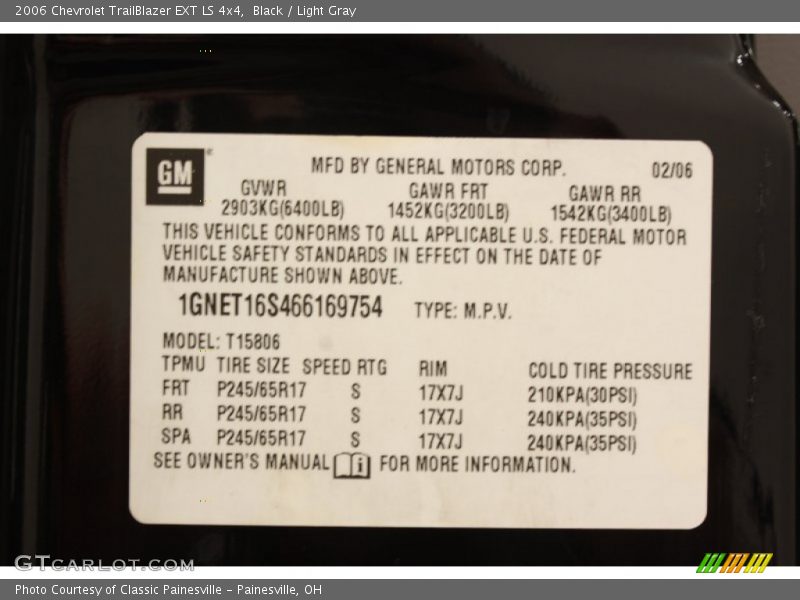 2006 Chevrolet TrailBlazer EXT LS 4x4,  Black / Light Gray
GM
MFD BY GENERAL MOTORS CORP. 02/06
GVWR GAWR FRT GAWR RR
2903KG(6400LB) 1452KG(3200LB) 1542KG(3400LB)
THIS VEHICLE CONFORMS TO ALL APPLICABLE U.S. FEDERAL MOTOR
VEHICLE SAFETY STANDARDS IN EFFECT ON THE DATE OF
MANUFACTURE SHOWN ABOVE.
1GNET16S466169754 TYPE: M.P.V.
MODEL: T15806
TPMU TIRE SIZE SPEED RTG RIM COLD TIRE PRESSURE
FRT P245/65R17 S 17X7J 210KPA(30PSI)
RR P245/65R17 S 17X7J 240KPA(35PSI)
SPA P245/65R17 S 17X7J 240KPA(35PSI)
SEE OWNER'S MANUAL i FOR MORE INFORMATION.
GTCARLOT.COM
Photo Courtesy of Classic Painesville - Painesville, OH